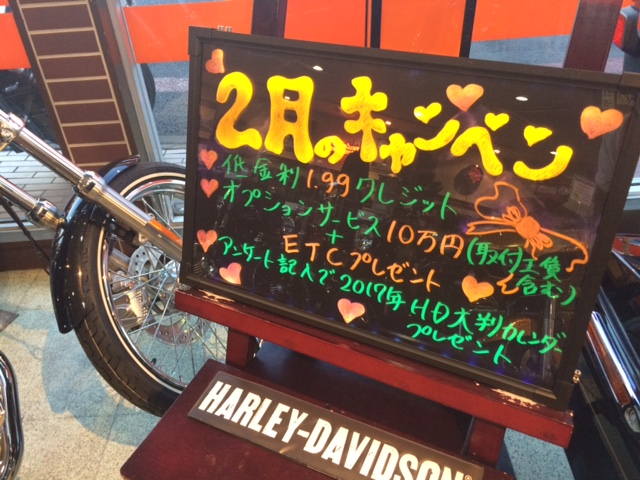 2月のキャンペン
低金利1.99クレジット
オプションサービス10万円(取付工賃含む)
+
ETCプレゼント
アンケート記入で2017年HD大判カレンダー
プレゼント
HARLEY-DAVIDSON